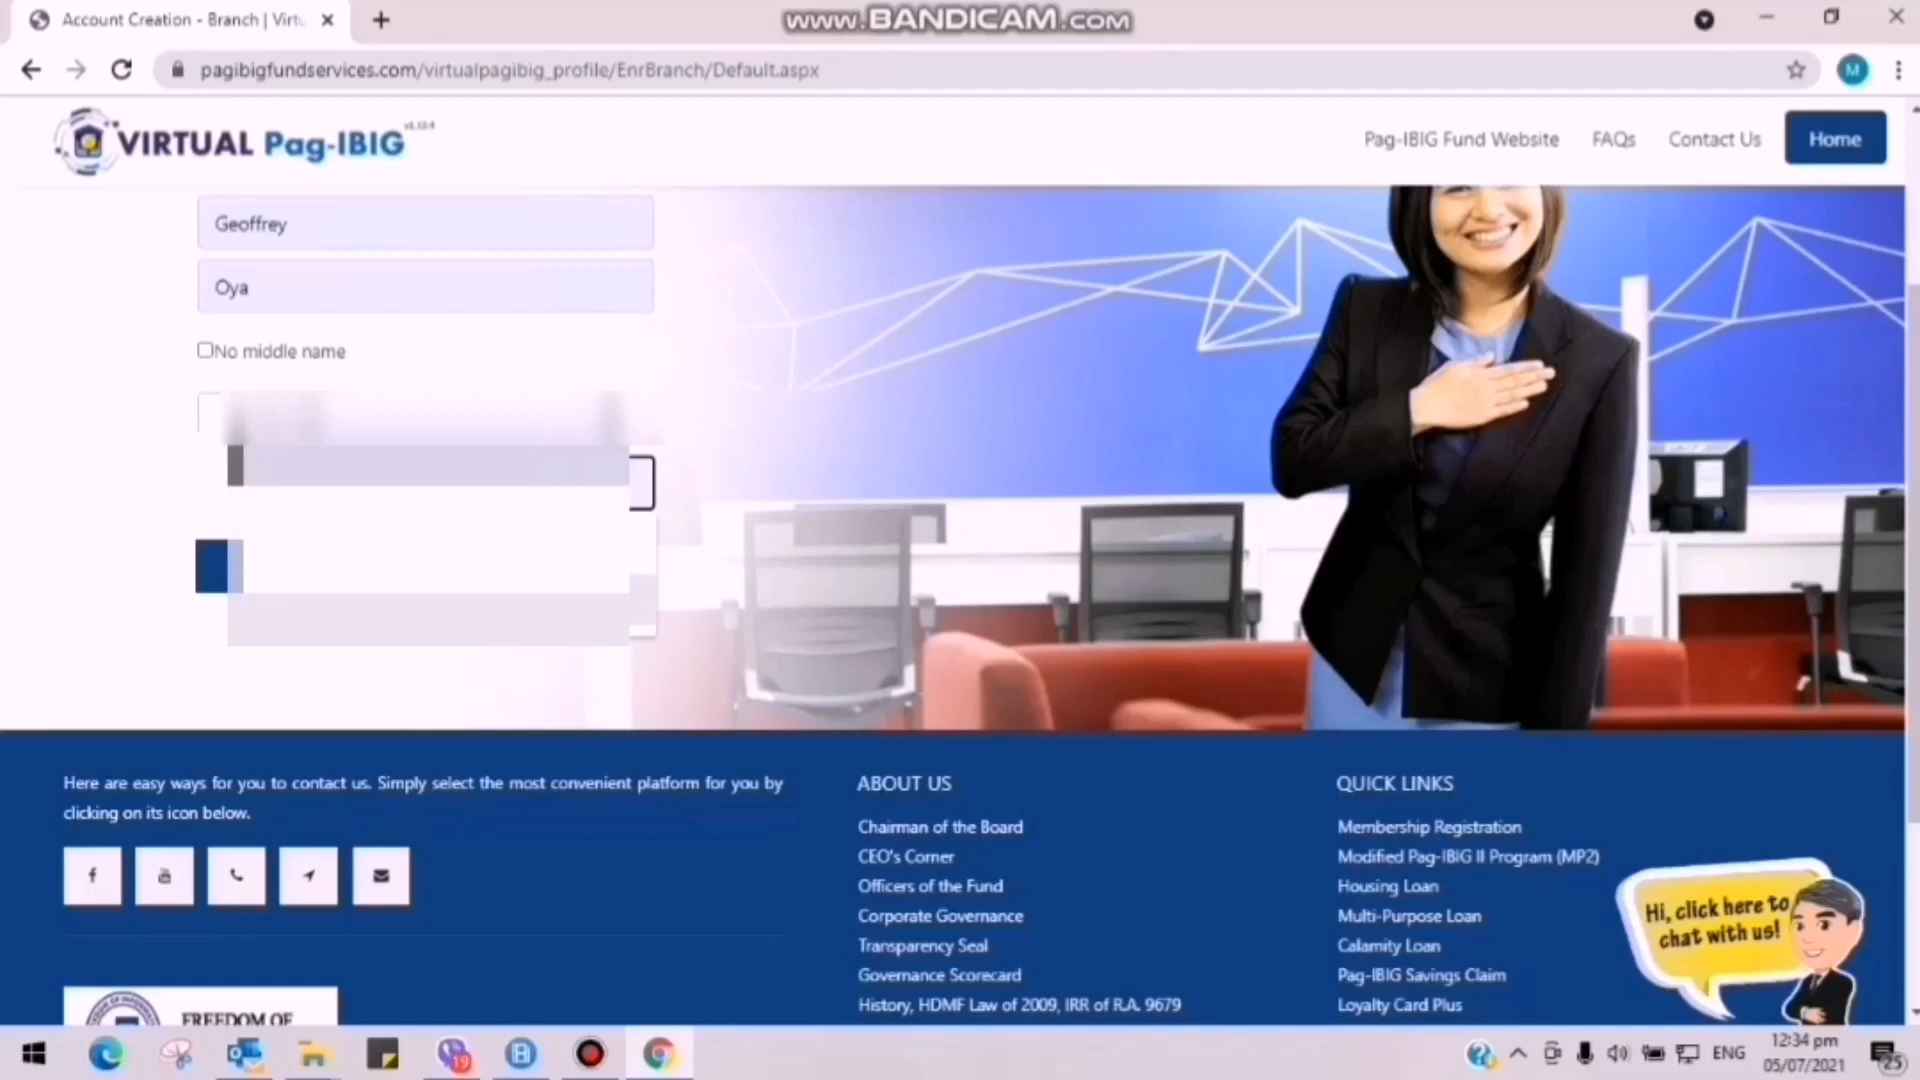 Account Creation - Branch | Virtu
www.BANDICAM.com
pagibigfundservices.com/virtualpagibig_profile/EnrBranch/Default.aspx
M
VIRTUAL Pag-IBIG
Pag-IBIG Fund Website
FAQs
Contact Us
Home
Geoffrey
Oya
No middle name
Here are easy ways for you to contact us. Simply select the most convenient platform for you by
clicking on its icon below.
ABOUT US
Chairman of the Board
CEO's Corner
Officers of the Fund
Corporate Governance
Transparency Seal
Governance Scorecard
History, HDMF Law of 2009, IRR of R.A. 9679
QUICK LINKS
Membership Registration
Modified Pag-IBIG II Program (MP2)
Housing Loan
Multi-Purpose Loan
Calamity Loan
Pag-IBIG Savings Claim
Loyalty Card Plus
Hi, click here to
chat with us!
FREEDOM OF
19
ENG
12:34 pm
05/07/2021
25